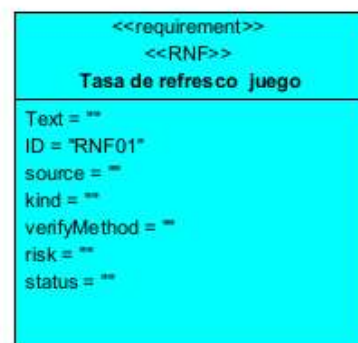 <<requirement>>
<<RNF>>
Tasa de refresco juego
Text = ""
ID = "RNF01"
source = ""
kind = ""
verifyMethod = ""
risk = ""
status = ""